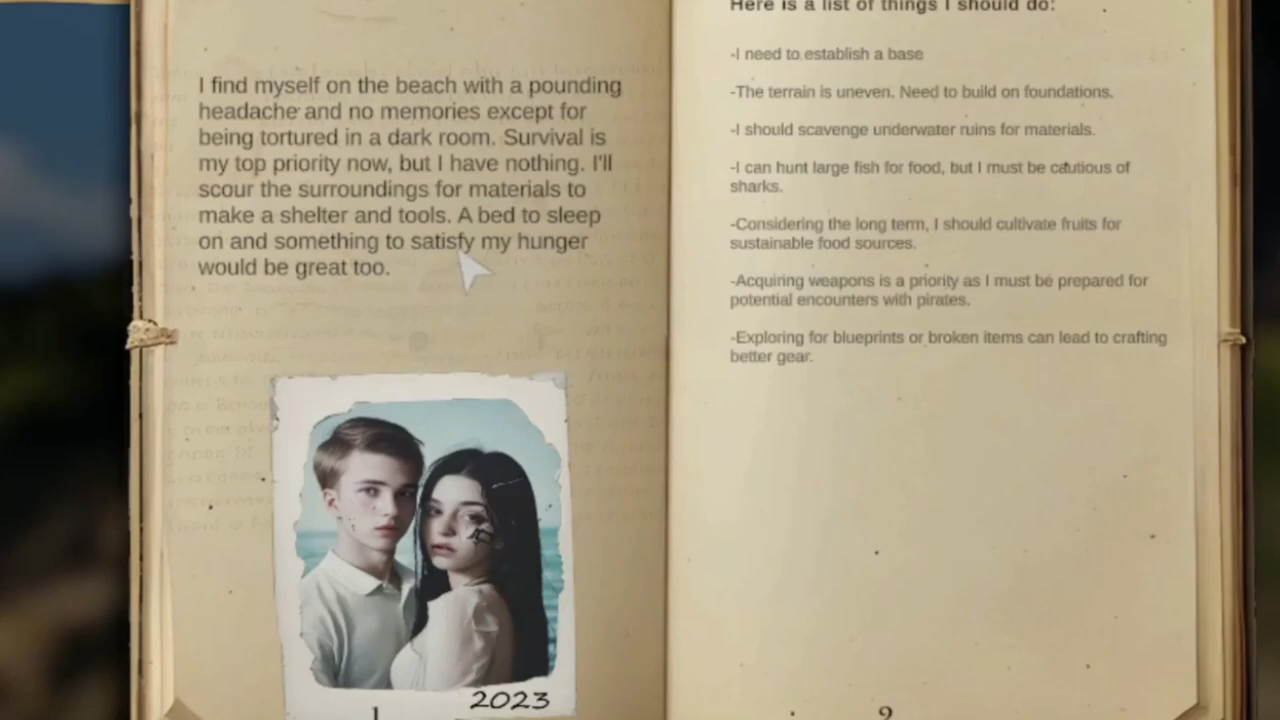 I find myself on the beach with a pounding
headache and no memories except for
being tortured in a dark room. Survival is
my top priority now, but I have nothing. I'll
scour the surroundings for materials to
make a shelter and tools. A bed to sleep
on and something to satisfy my hunger
would be great too.
2023
1
Here is a list of things I should do:
-I need to establish a base
-The terrain is uneven. Need to build on foundations.
-I should scavenge underwater ruins for materials.
-I can hunt large fish for food, but I must be cautious of
sharks.
-Considering the long term, I should cultivate fruits for
sustainable food sources.
-Acquiring weapons is a priority as I must be prepared for
potential encounters with pirates.
-Exploring for blueprints or broken items can lead to crafting
better gear.
2